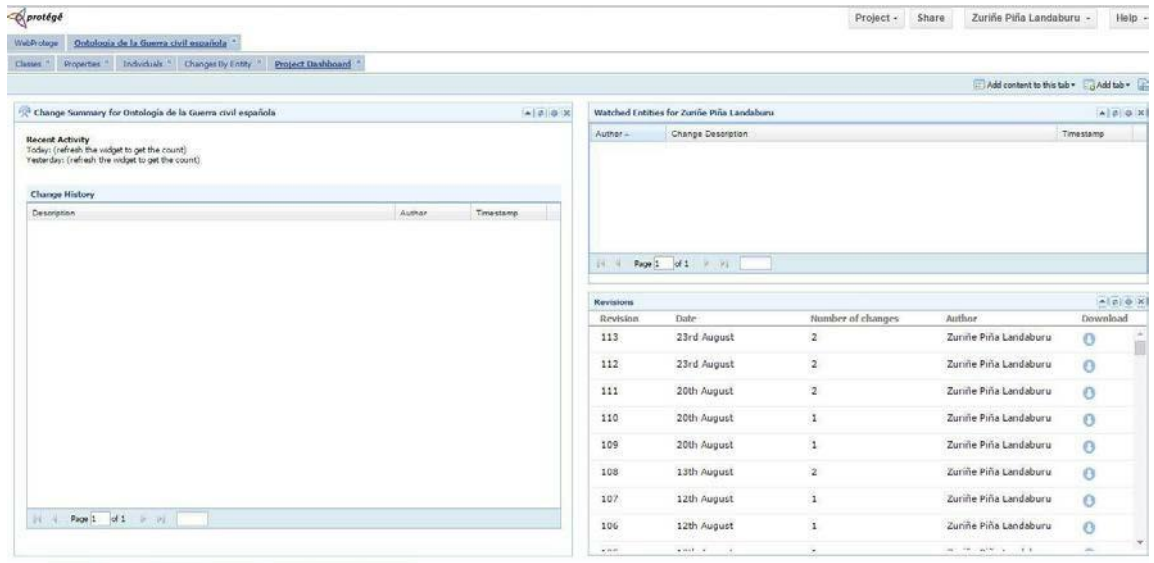 protégé
Project Share Zuriñe Piña Landaburu Help
WebProtege Ontología de la Guerra civil española
Classes Properties Individuals Changes By Entity Project Dashboard
Add content to this tab Add tab
Change Summary for Ontología de la Guerra civil española
Recent Activity
Today: (refresh the widget to get the count)
Yesterday: (refresh the widget to get the count)
Change History
Description Author Timestamp
Page 1 of 1
Watched Entities for Zuriñe Piña Landaburu
Author Change Description Timestamp
Page 1 of 1
Revisions
Revision Date Number of changes Author Download
113 23rd August 2 Zuriñe Piña Landaburu
112 23rd August 2 Zuriñe Piña Landaburu
111 20th August 2 Zuriñe Piña Landaburu
110 20th August 1 Zuriñe Piña Landaburu
109 20th August 1 Zuriñe Piña Landaburu
108 13th August 2 Zuriñe Piña Landaburu
107 12th August 1 Zuriñe Piña Landaburu
106 12th August 1 Zuriñe Piña Landaburu